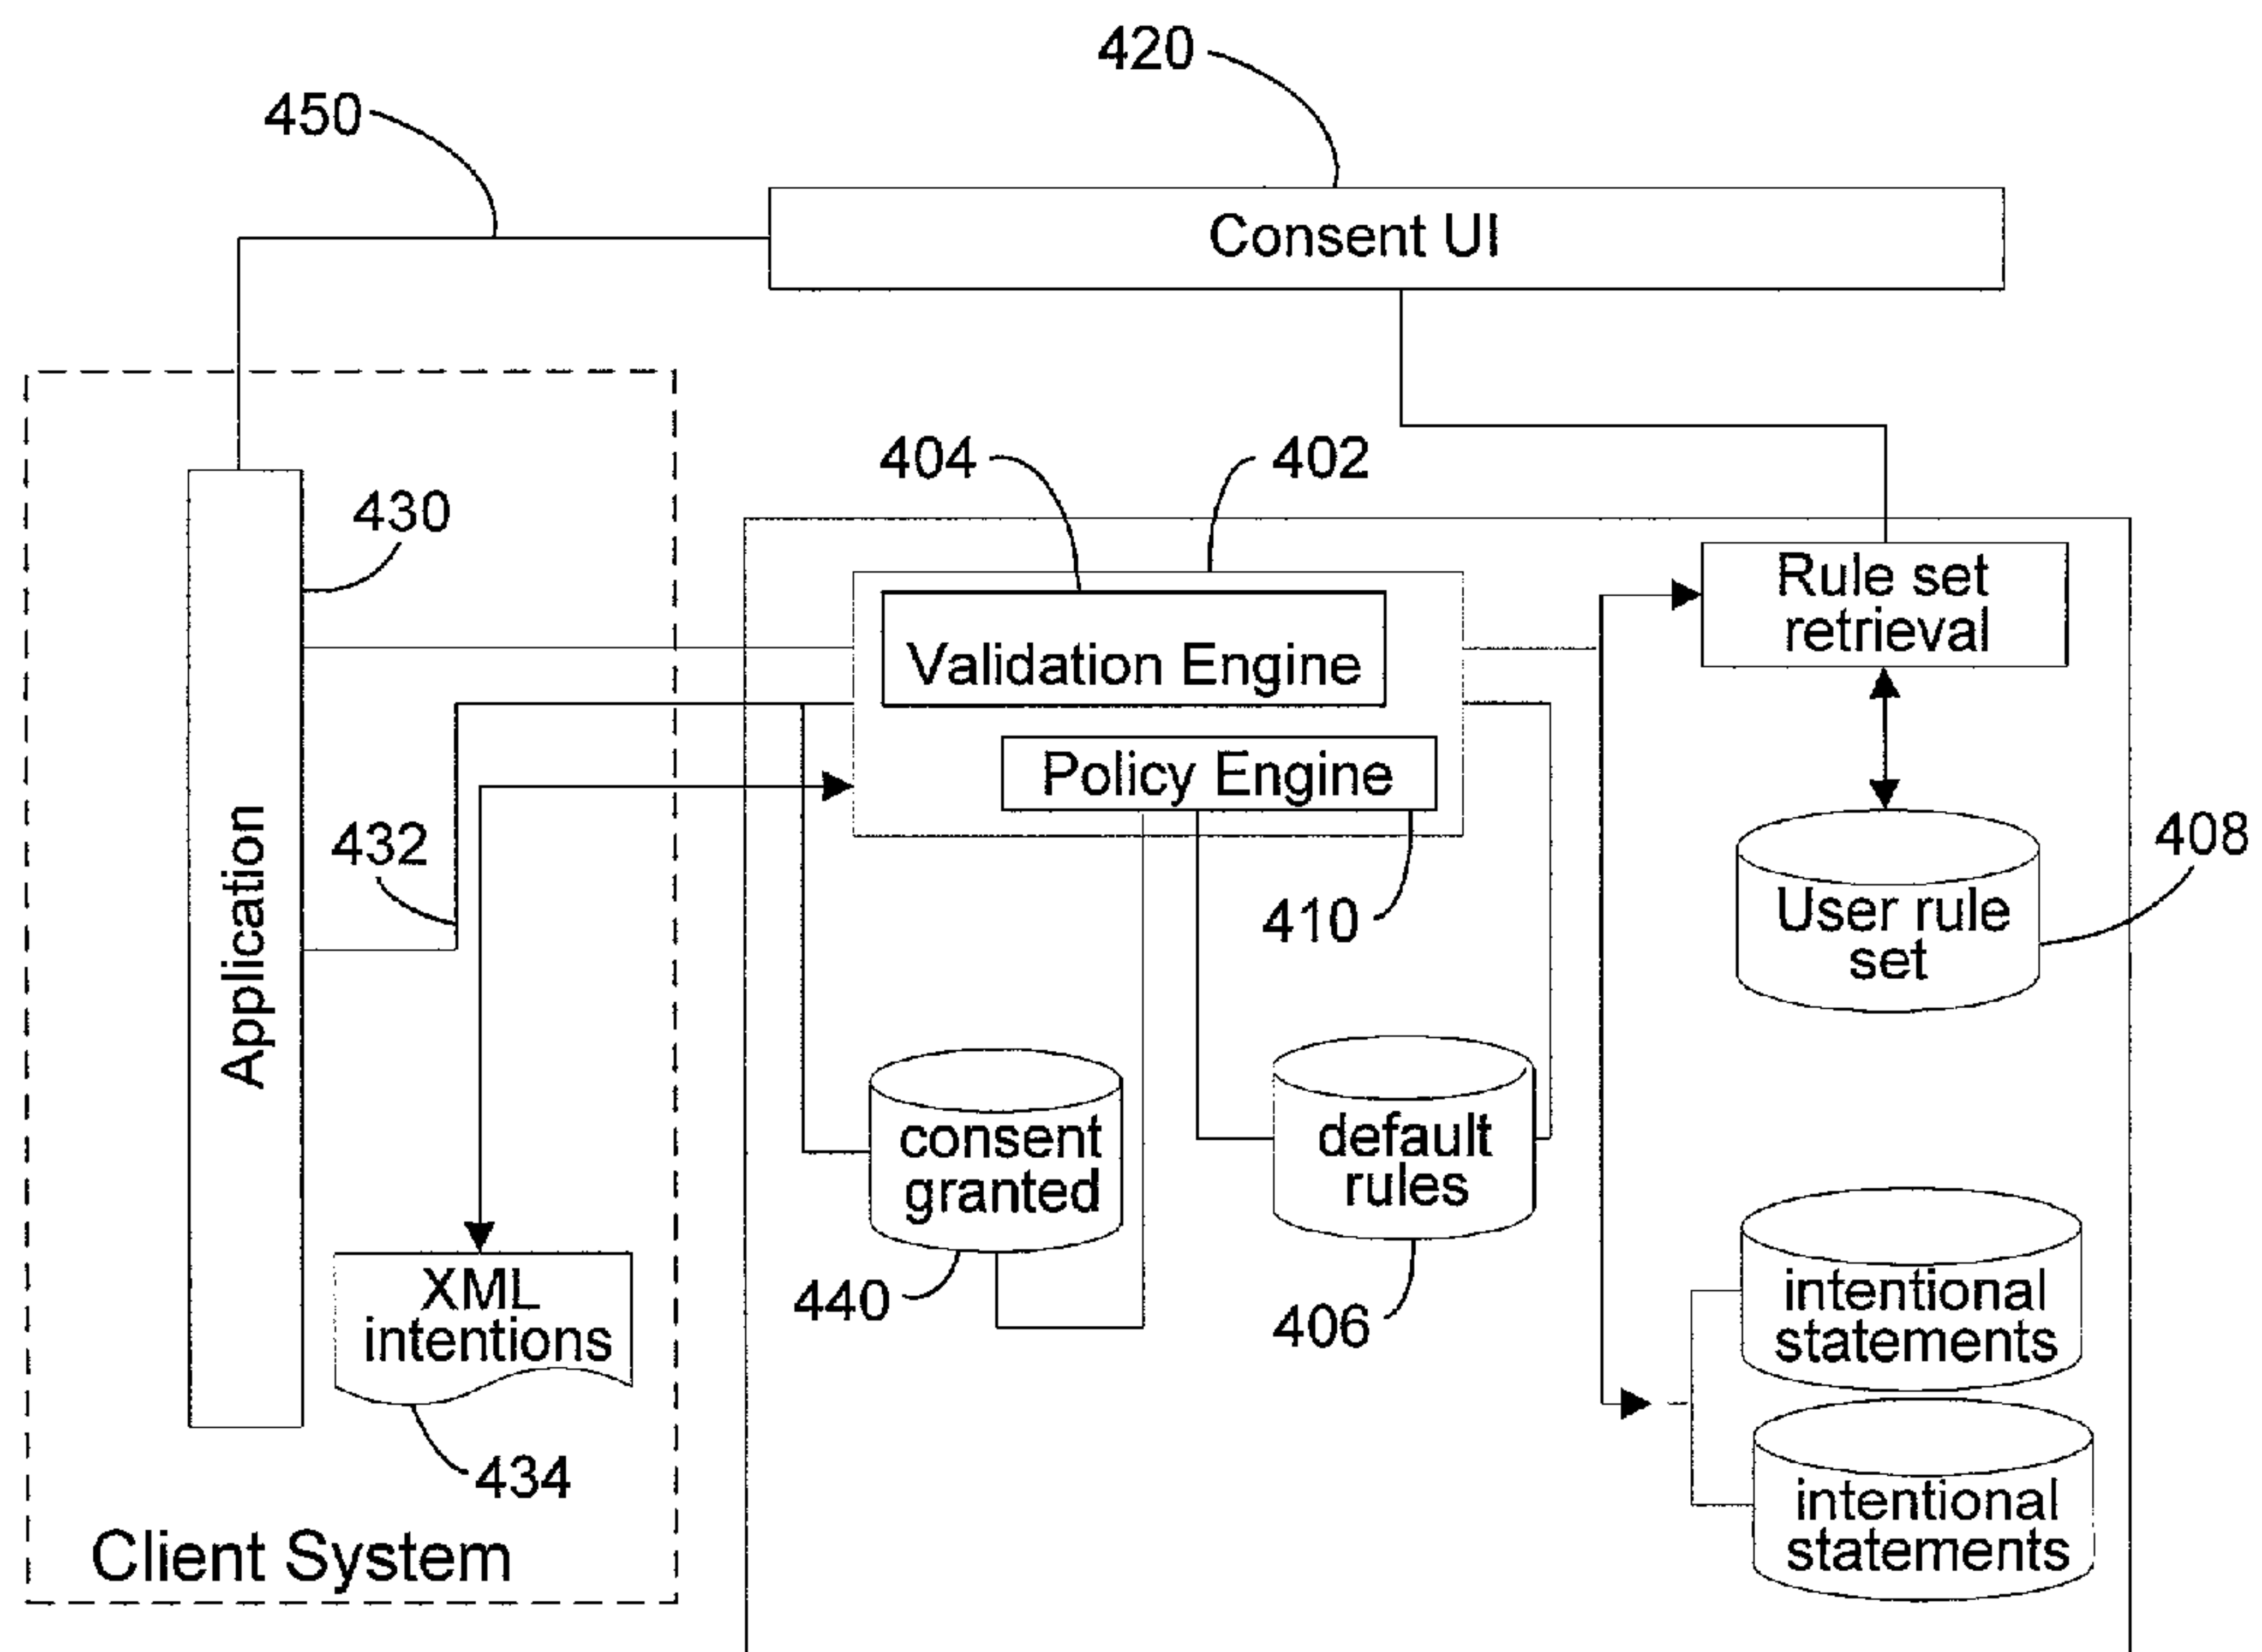 420
450
Consent UI
404
402
430
Rule set
retrieval
Validation Engine
Policy Engine
432
408
410
User rule
set
Application
consent
granted
default
rules
440
406
XML
intentions
intentional
statements
434
intentional
statements
Client System